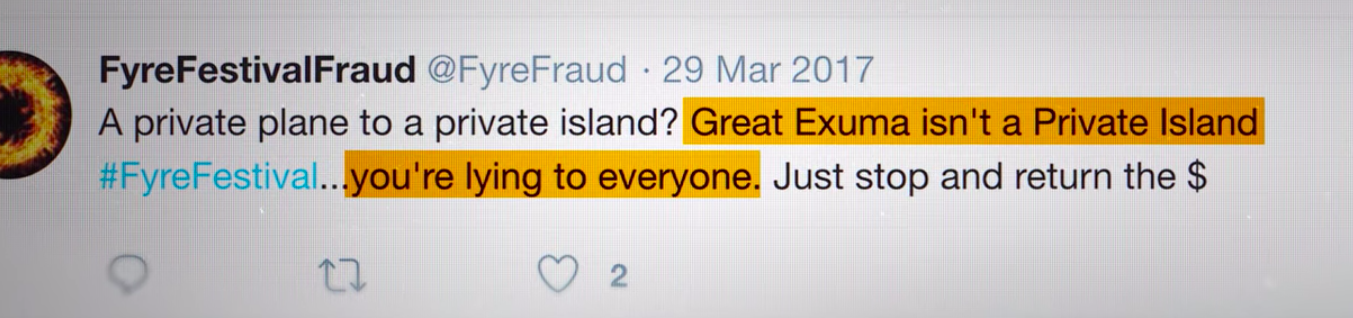 FyreFestivalFraud @FyreFraud · 29 Mar 2017
A private plane to a private island? Great Exuma isn't a Private Island
#FyreFestival...you're lying to everyone. Just stop and return the $
2